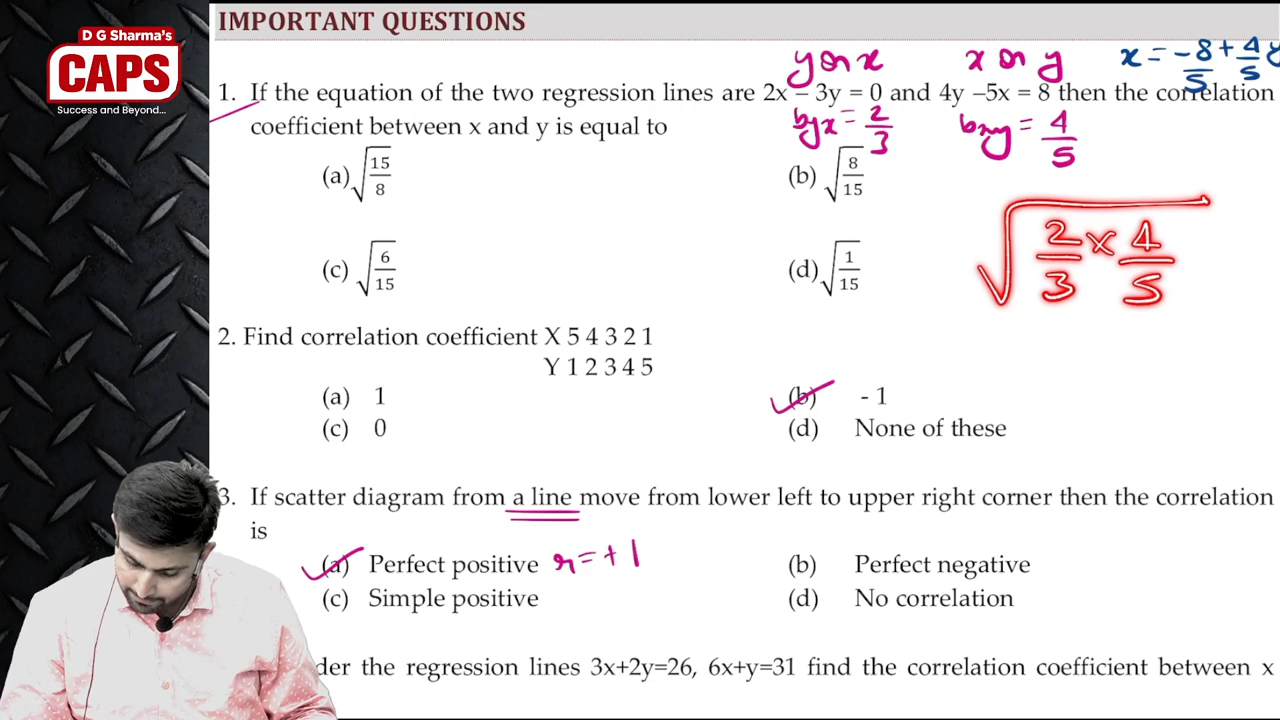 IMPORTANT QUESTIONS
D G Sharma's
CAPS
Success and Beyond...
y on x
x on y
x = -8/5 + 4/5 y
1. If the equation of the two regression lines are 2x – 3y = 0 and 4y –5x = 8 then the correlation
coefficient between x and y is equal to
byx = 2/3
bxy = 4/5
(a) √15/8
(b) √8/15
√2/3 × 4/5
(c) √6/15
(d) √1/15
2. Find correlation coefficient X 5 4 3 2 1
Y 1 2 3 4 5
(a) 1
(b) - 1
(c) 0
(d) None of these
3. If scatter diagram from a line move from lower left to upper right corner then the correlation
is
(a) Perfect positive r = + 1
(b) Perfect negative
(c) Simple positive
(d) No correlation
the regression lines 3x+2y=26, 6x+y=31 find the correlation coefficient between x